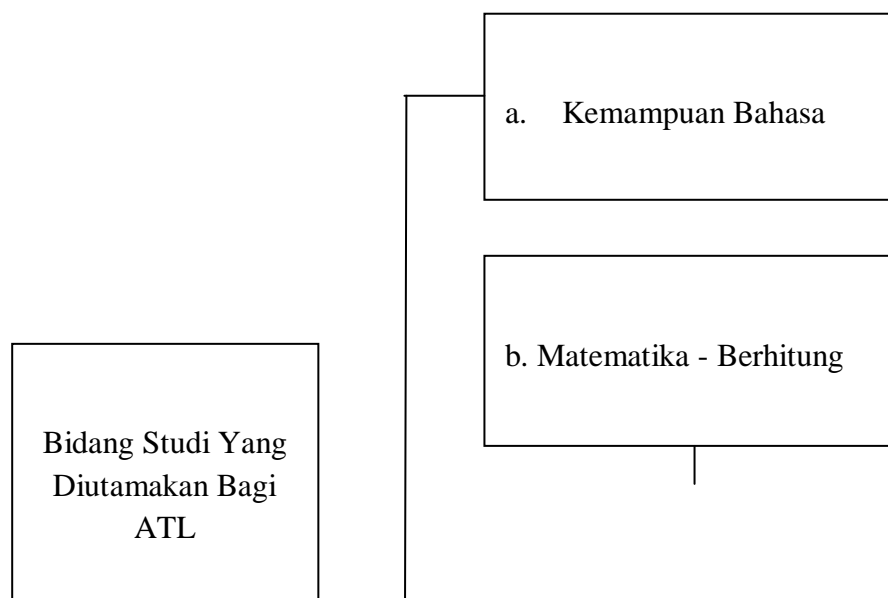 a. Kemampuan Bahasa
b. Matematika - Berhitung
Bidang Studi Yang
Diutamakan Bagi
ATL